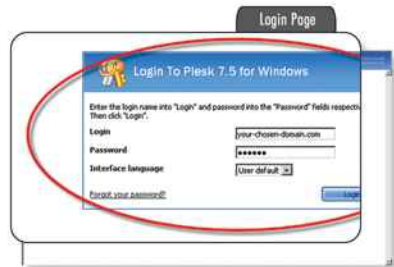 Login Page
Login To Plesk 7.5 for Windows
Enter the login name into "Login" and password into the "Password" fields respectiv
Then click "Login".
Login
your-chosen-domain.com
Password
Interface language
User default
Forgot your password?
Login